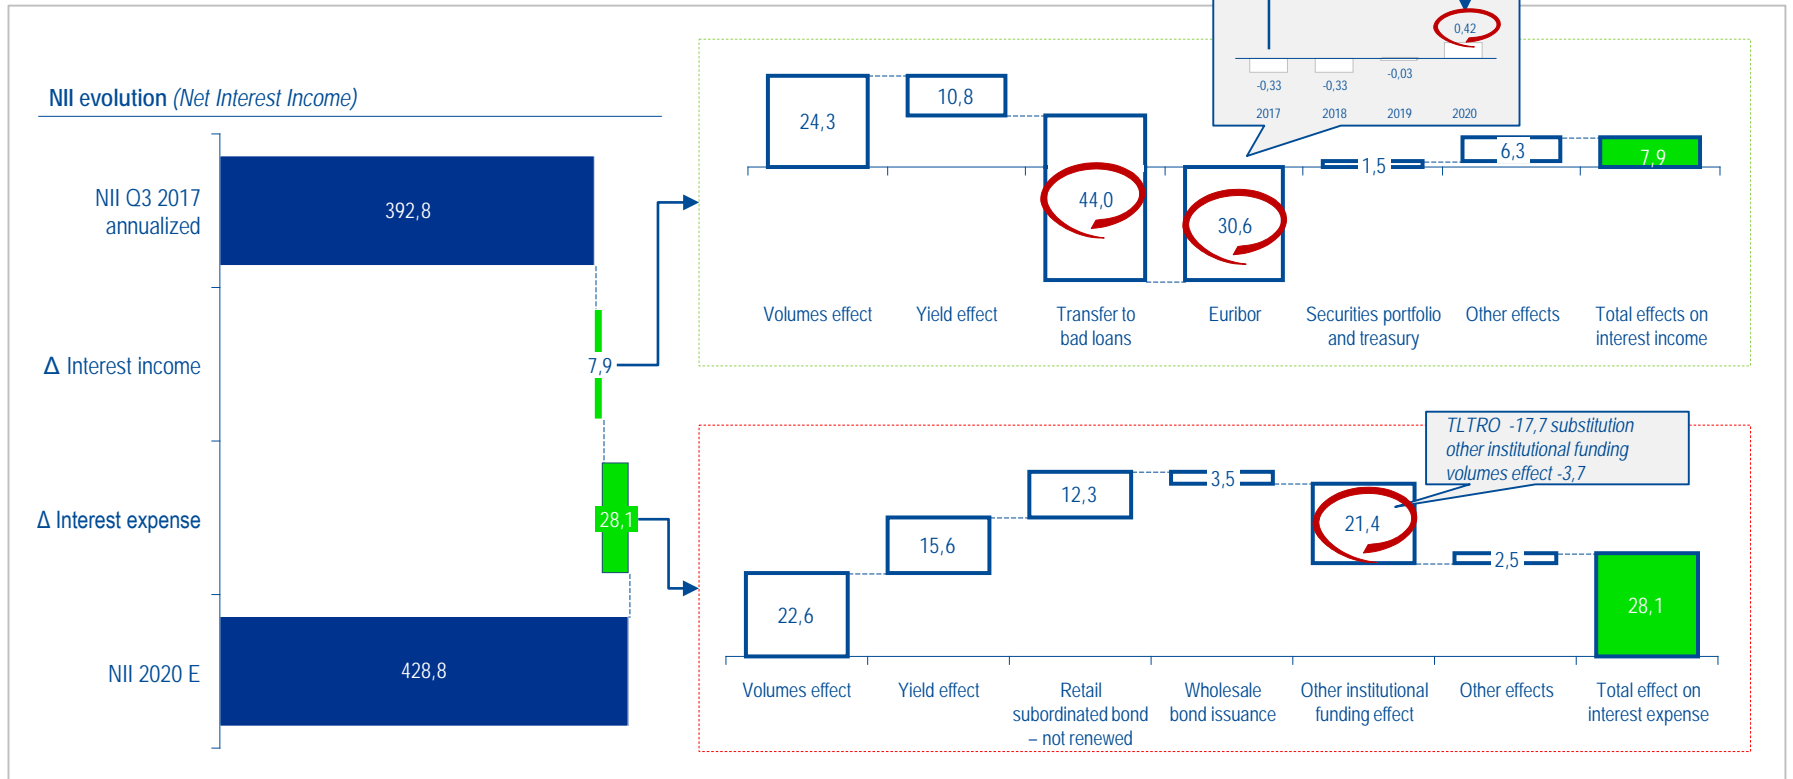 NII evolution (Net Interest Income)
NII Q3 2017
annualized
392,8
Δ Interest income
7,9
Δ Interest expense
28,1
NII 2020 E
428,8
0,42
-0,33
-0,33
-0,03
2017
2018
2019
2020
24,3
10,8
44,0
30,6
1,5
6,3
7,9
Volumes effect
Yield effect
Transfer to
bad loans
Euribor
Securities portfolio
and treasury
Other effects
Total effects on
interest income
TLTRO -17,7 substitution
other institutional funding
volumes effect -3,7
22,6
15,6
12,3
3,5
21,4
2,5
28,1
Volumes effect
Yield effect
Retail
subordinated bond
– not renewed
Wholesale
bond issuance
Other institutional
funding effect
Other effects
Total effect on
interest expense